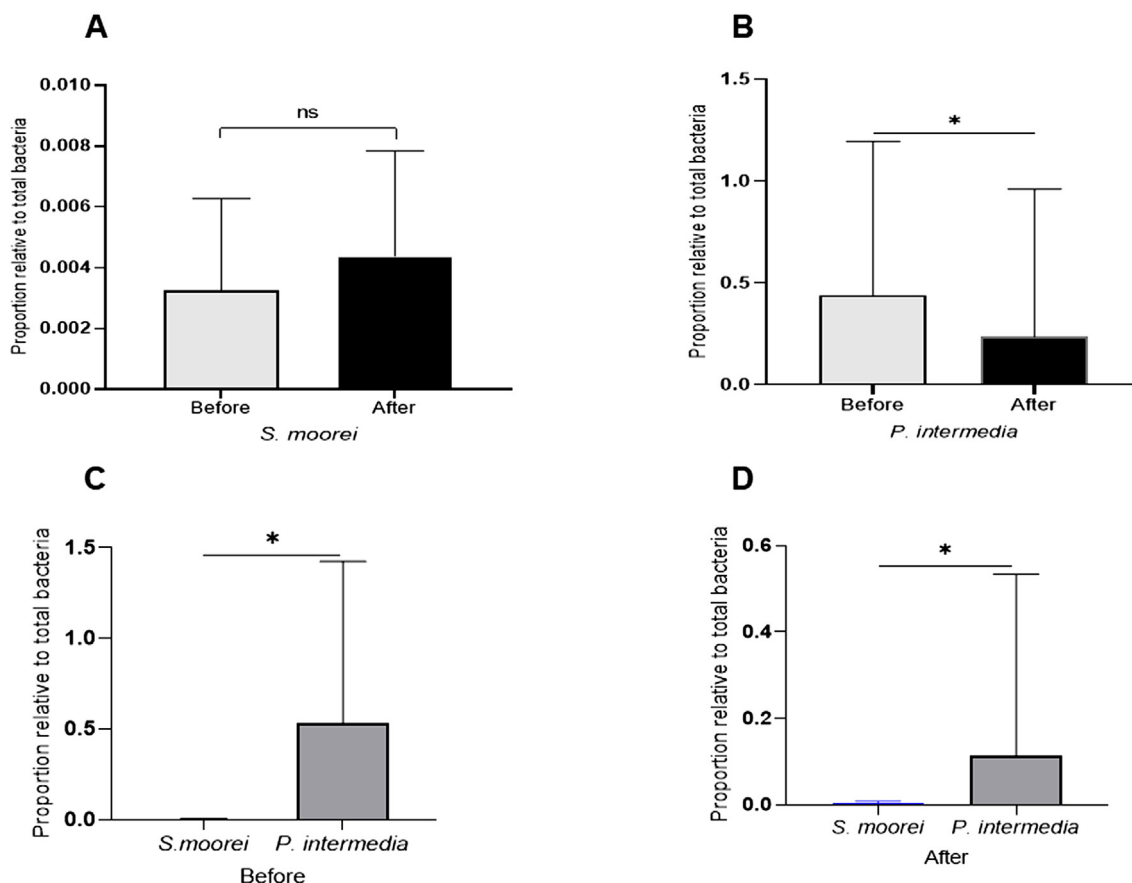 A
Proportion relative to total bacteria
0.010
0.008
0.006
0.004
0.002
0.000
ns
Before
After
S. moorei
B
Proportion relative to total bacteria
1.5
1.0
0.5
0.0
*
Before
After
P. intermedia
C
Proportion relative to total bacteria
1.5
1.0
0.5
0.0
*
S.moorei
P. intermedia
Before
D
Proportion relative to total bacteria
0.6
0.4
0.2
0.0
*
S. moorei
P. intermedia
After